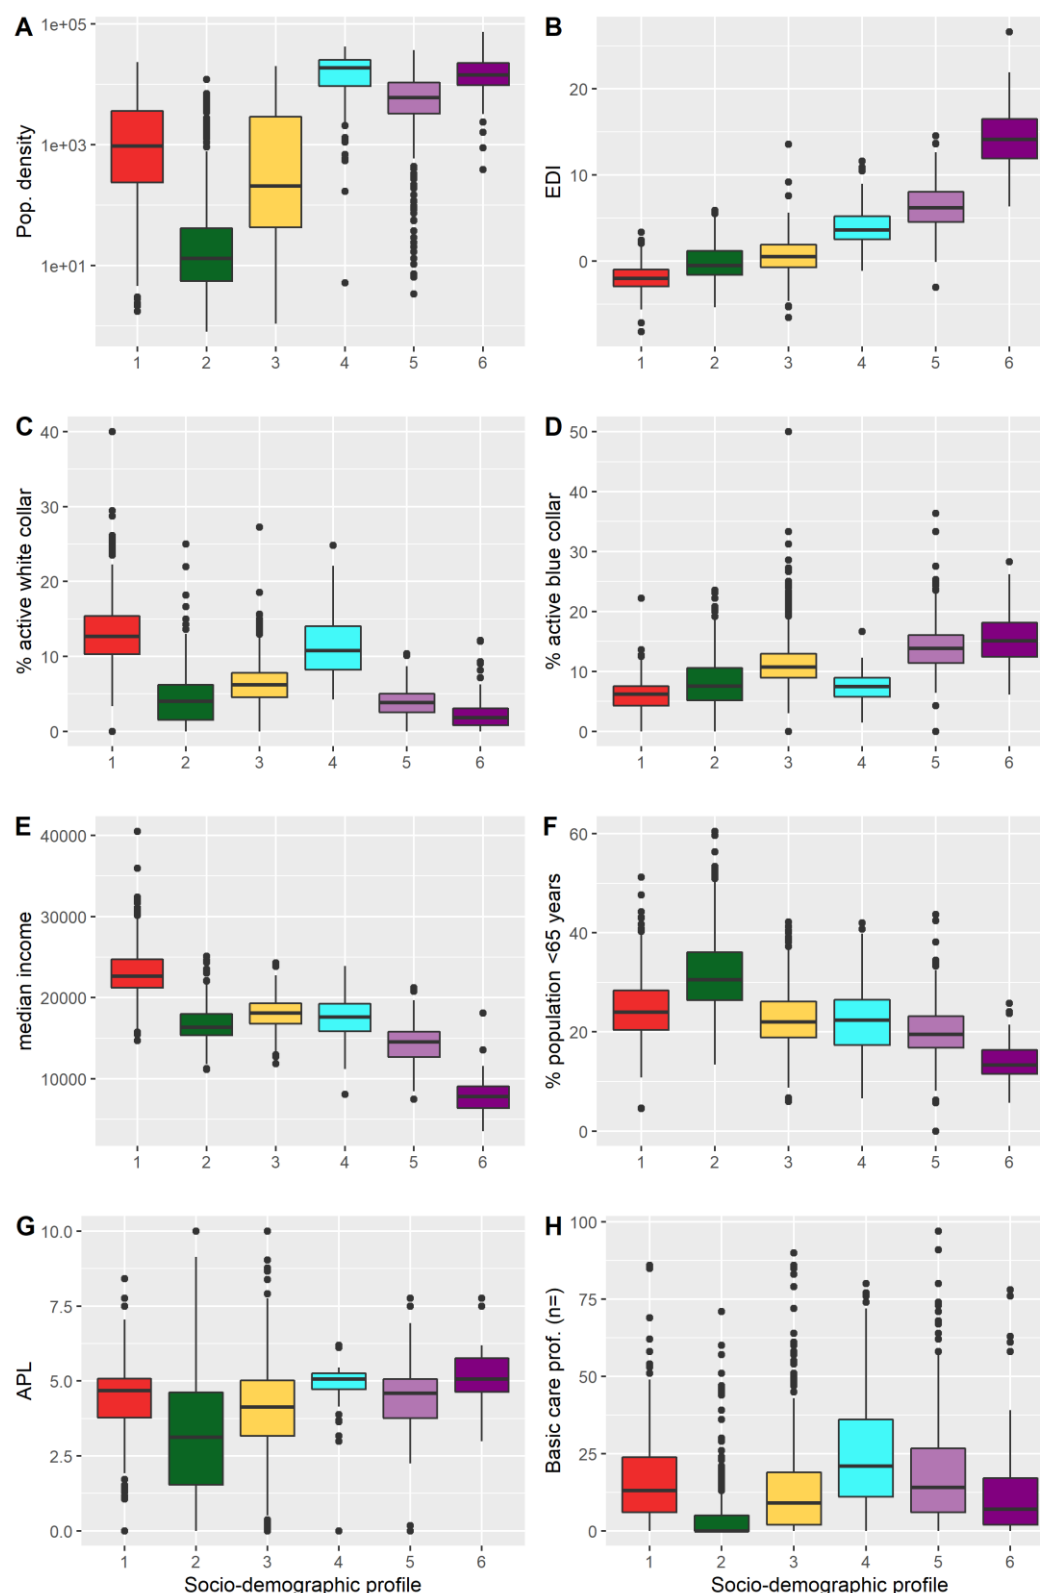 A
B
1e+05
1e+03
1e+01
Pop. density
1 2 3 4 5 6
20
10
0
EDI
1 2 3 4 5 6
C
D
40
30
20
10
0
% active white collar
1 2 3 4 5 6
50
40
30
20
10
0
% active blue collar
1 2 3 4 5 6
E
F
40000
30000
20000
10000
median income
1 2 3 4 5 6
60
40
20
0
% population <65 years
1 2 3 4 5 6
G
H
10.0
7.5
5.0
2.5
0.0
APL
1 2 3 4 5 6
Socio-demographic profile
100
75
50
25
0
Basic care prof. (n=)
1 2 3 4 5 6
Socio-demographic profile